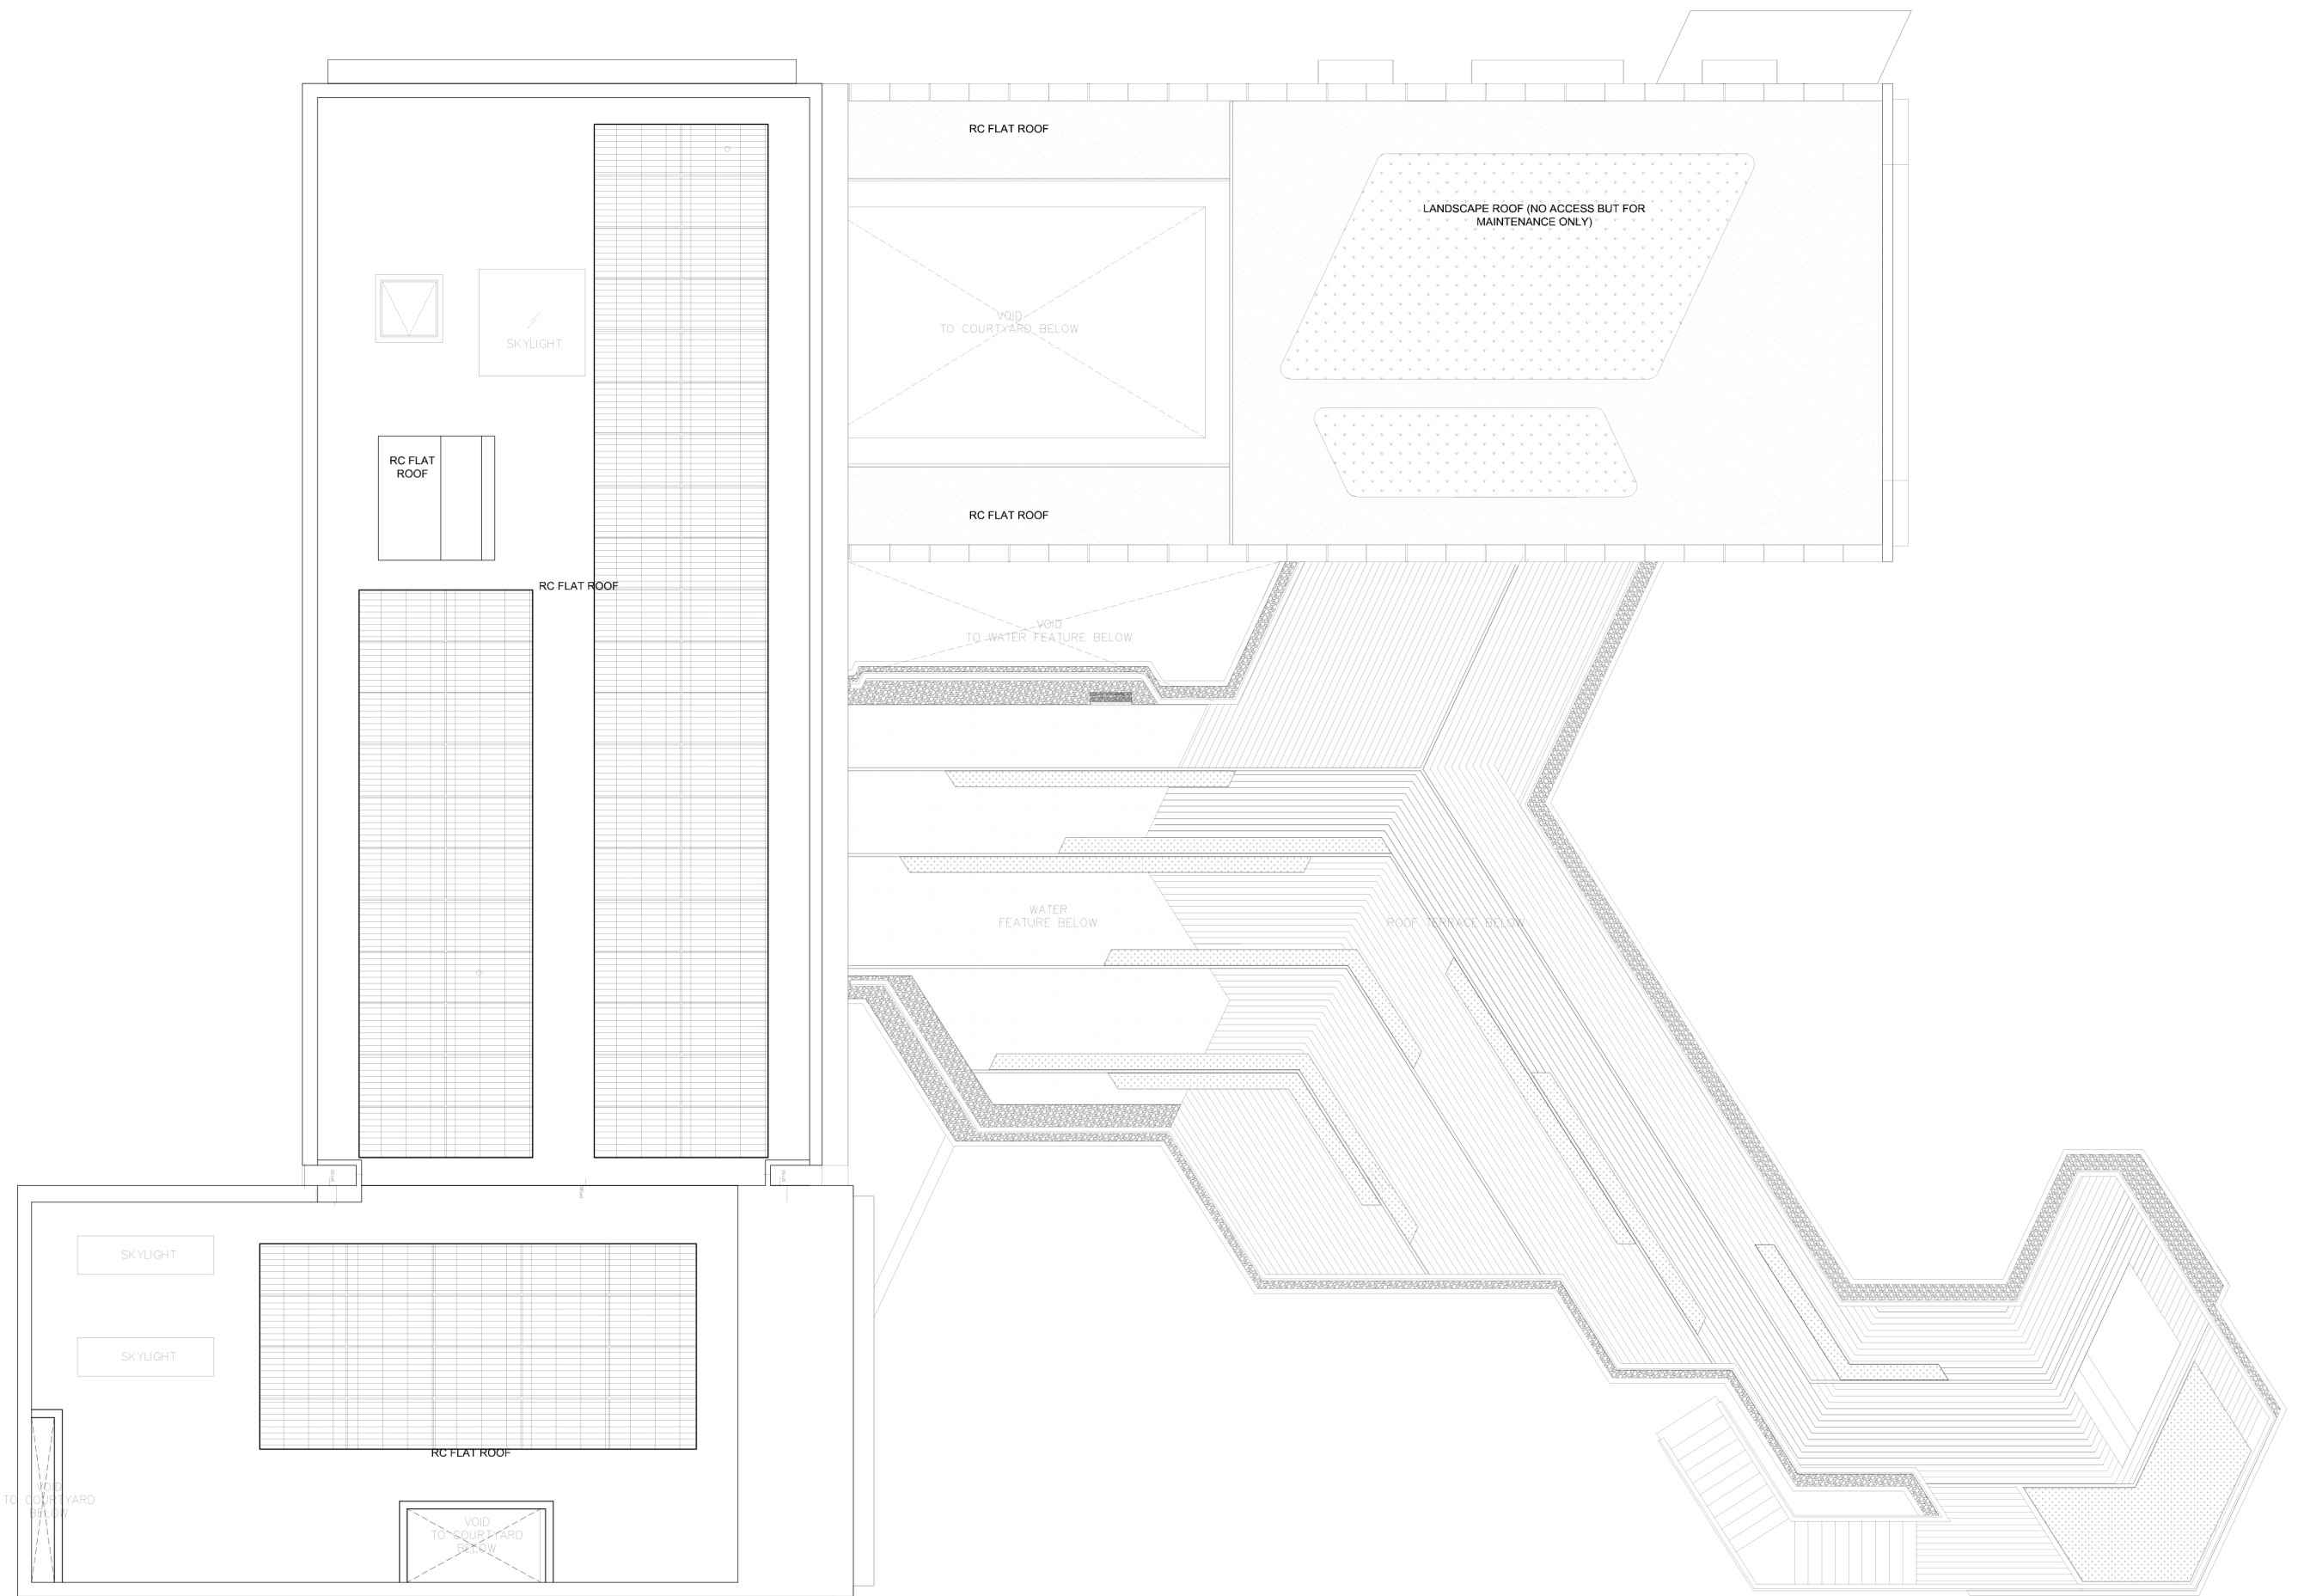 RC FLAT ROOF
LANDSCAPE ROOF (NO ACCESS BUT FOR
MAINTENANCE ONLY)
VOID
TO COURTYARD BELOW
SKYLIGHT
RC FLAT
ROOF
RC FLAT ROOF
RC FLAT ROOF
VOID
TO WATER FEATURE BELOW
WATER
FEATURE BELOW
ROOF TERRACE BELOW
SKYLIGHT
SKYLIGHT
RC FLAT ROOF
VOID
TO COURTYARD
BELOW
VOID
TO COURTYARD
BELOW